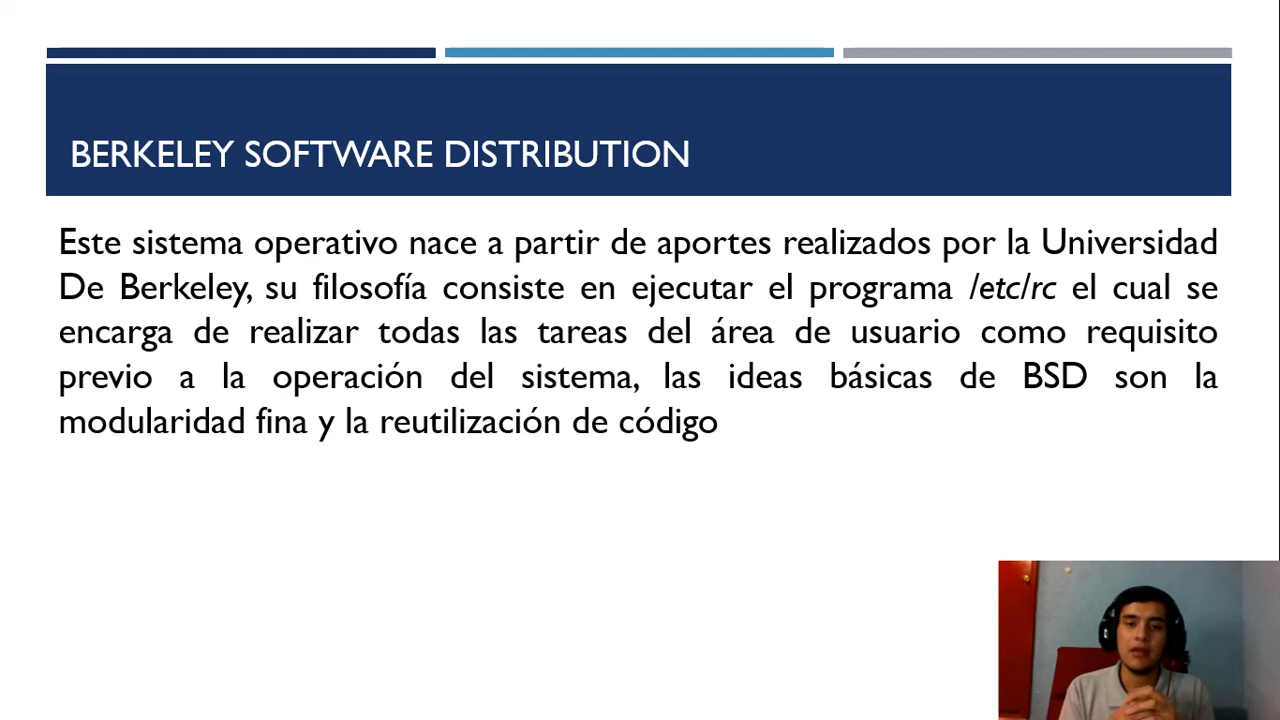 BERKELEY SOFTWARE DISTRIBUTION
Este sistema operativo nace a partir de aportes realizados por la Universidad
De Berkeley, su filosofía consiste en ejecutar el programa /etc/rc el cual se
encarga de realizar todas las tareas del área de usuario como requisito
previo a la operación del sistema, las ideas básicas de BSD son la
modularidad fina y la reutilización de código